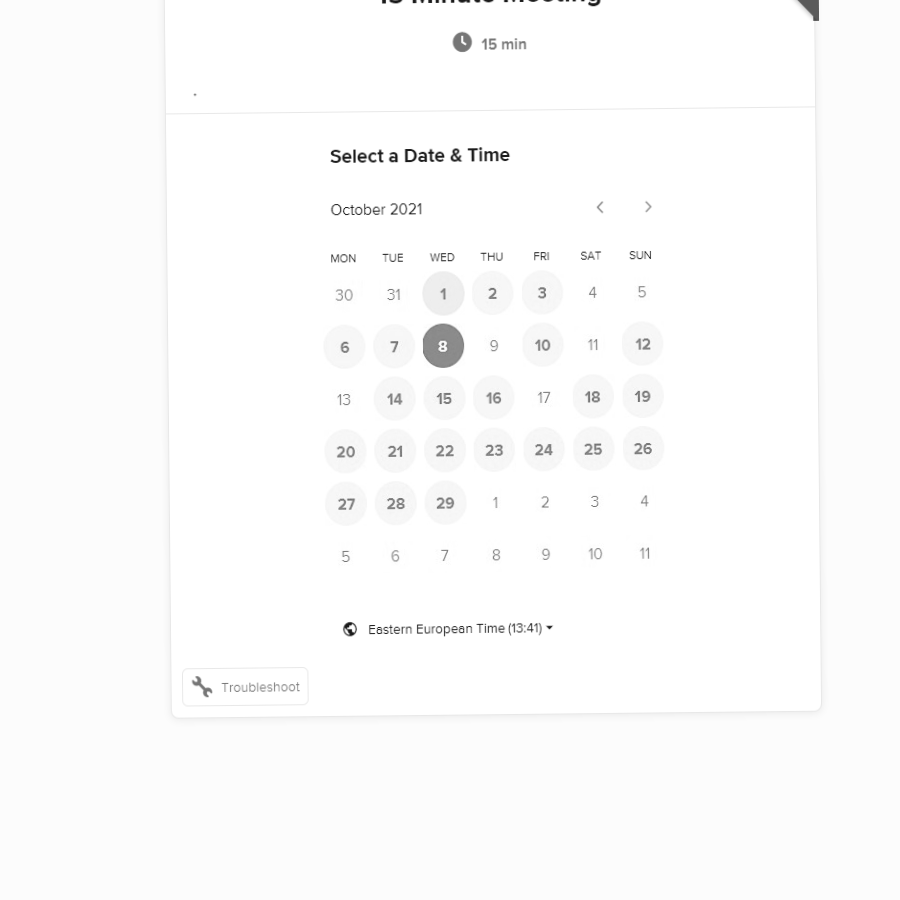 15 Minute Meeting
15 min
.
Select a Date & Time
October 2021
MON TUE WED THU FRI SAT SUN
30 31 1 2 3 4 5
6 7 8 9 10 11 12
13 14 15 16 17 18 19
20 21 22 23 24 25 26
27 28 29 1 2 3 4
5 6 7 8 9 10 11
Eastern European Time (13:41)
Troubleshoot